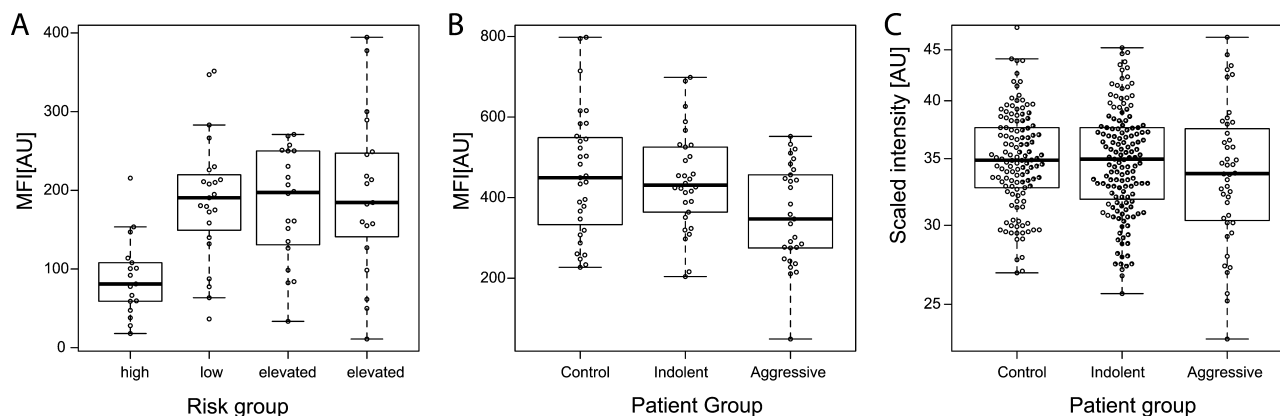 A
MFI[AU]
400
300
200
100
0
high low elevated elevated
Risk group
B
MFI[AU]
800
600
400
200
Control Indolent Aggressive
Patient Group
C
Scaled intensity [AU]
45
40
35
30
25
Control Indolent Aggressive
Patient group